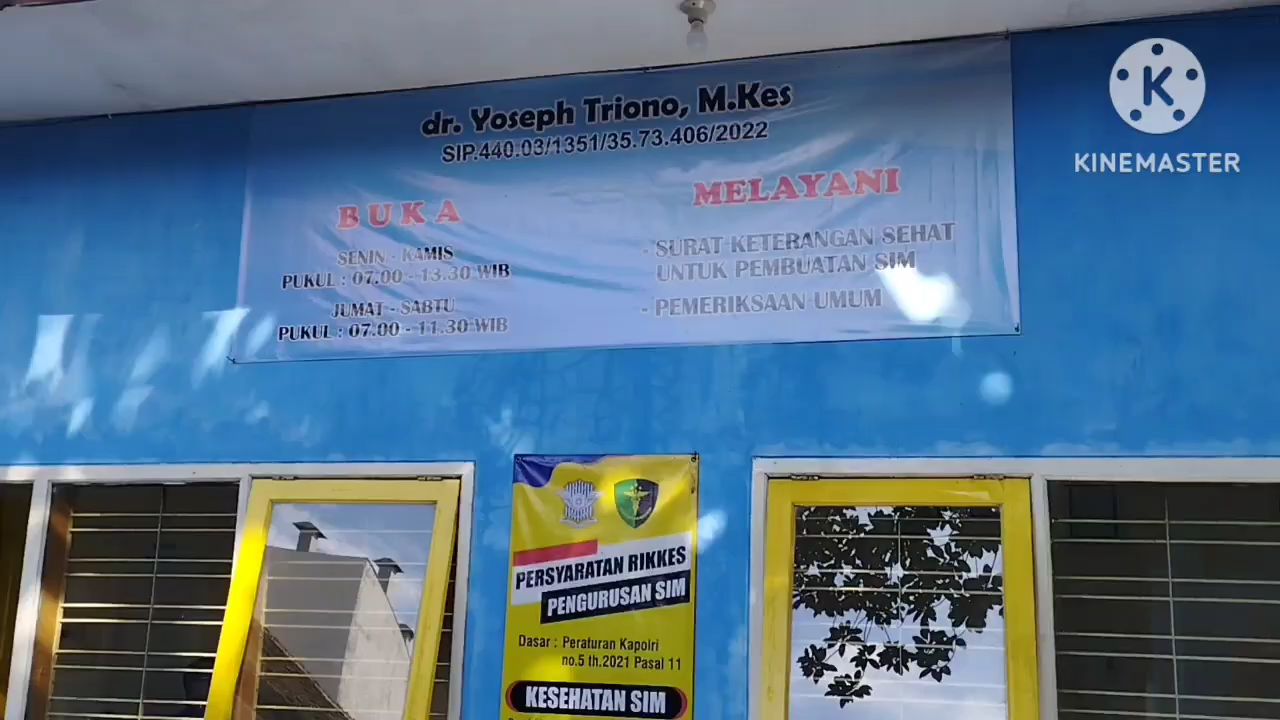 dr. Yoseph Triono, M.Kes
SIP.440.03/1351/35.73.406/2022
BUKA
SENIN - KAMIS
PUKUL : 07.00 - 13.30 WIB
JUMAT - SABTU
PUKUL : 07.00 - 11.30 WIB
MELAYANI
- SURAT KETERANGAN SEHAT
UNTUK PEMBUATAN SIM
- PEMERIKSAAN UMUM
K
KINEMASTER
PERSYARATAN RIKKES
PENGURUSAN SIM
Dasar : Peraturan Kapolri
no.5 th.2021 Pasal 11
KESEHATAN SIM